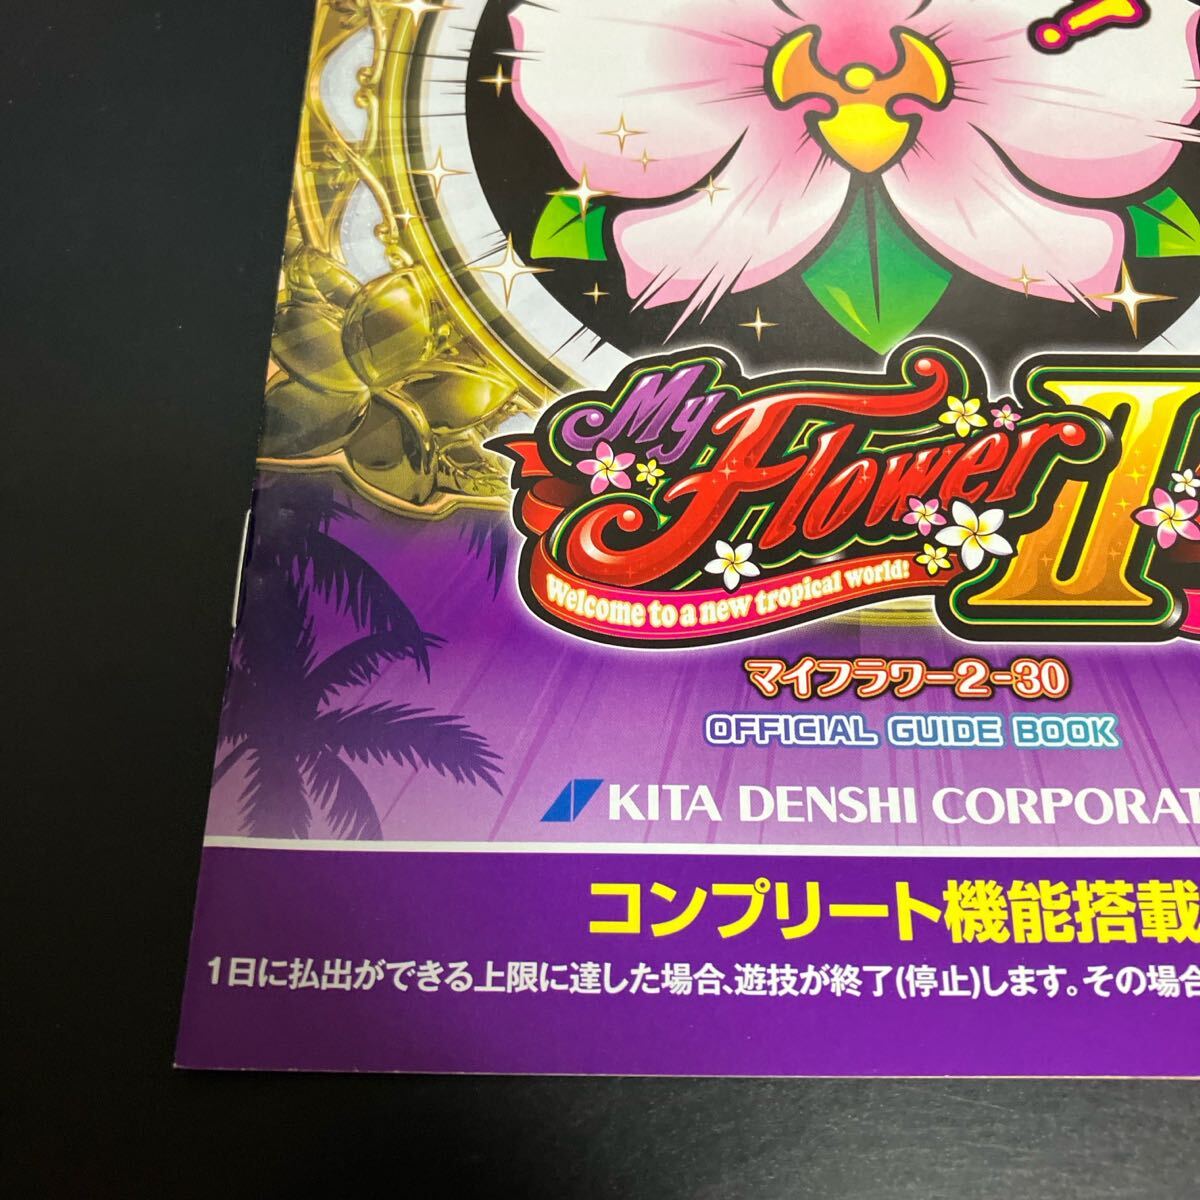 !
My Flower II
Welcome to a new tropical world!
マイフラワー2-30
OFFICIAL GUIDE BOOK
KITA DENSHI CORPORAT
コンプリート機能搭載
1日に払出ができる上限に達した場合、遊技が終了(停止)します。その場合